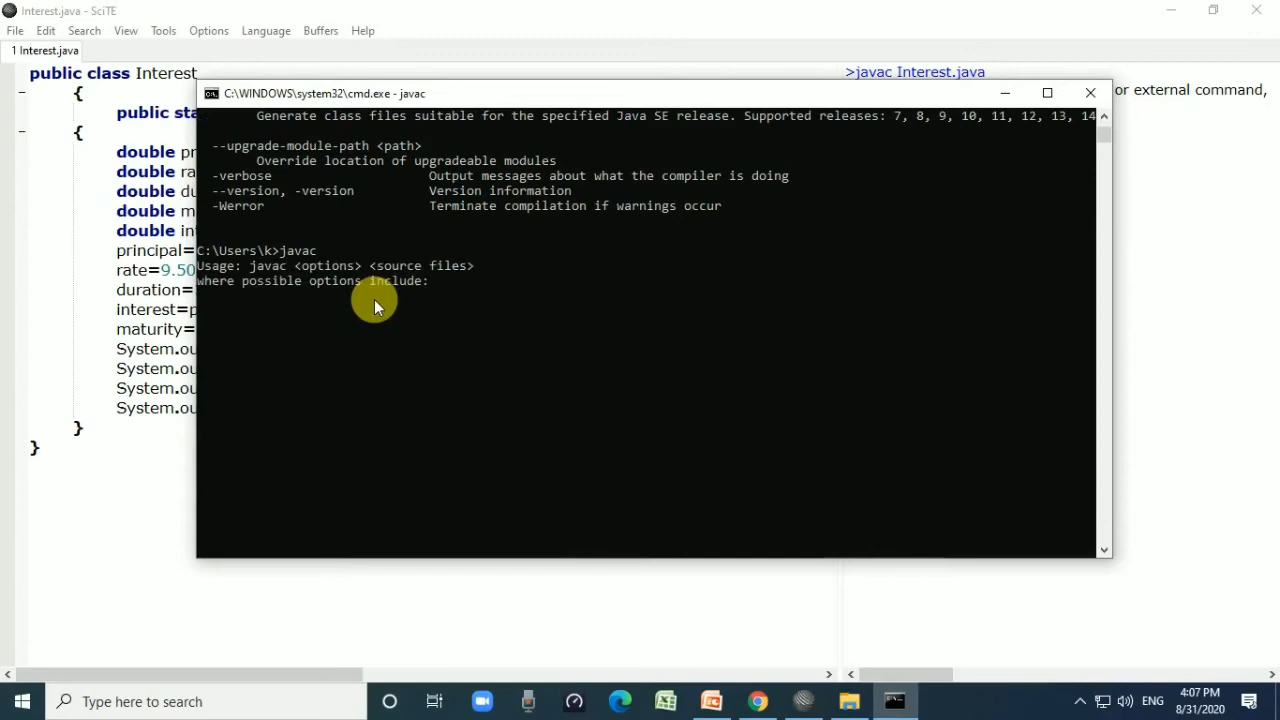 Interest.java - SciTE
File Edit Search View Tools Options Language Buffers Help
1 Interest.java
public class Interest
{
public sta
{
double pr
double ra
double du
double m
double in
principal=
rate=9.50
duration=
interest=p
maturity=
System.ou
System.ou
System.ou
System.ou
}
}
>javac Interest.java
or external command,
C:\WINDOWS\system32\cmd.exe - javac
Generate class files suitable for the specified Java SE release. Supported releases: 7, 8, 9, 10, 11, 12, 13, 14
--upgrade-module-path <path>
Override location of upgradeable modules
-verbose Output messages about what the compiler is doing
--version, -version Version information
-Werror Terminate compilation if warnings occur
C:\Users\k>javac
Usage: javac <options> <source files>
where possible options include:
Type here to search
ENG
4:07 PM
8/31/2020